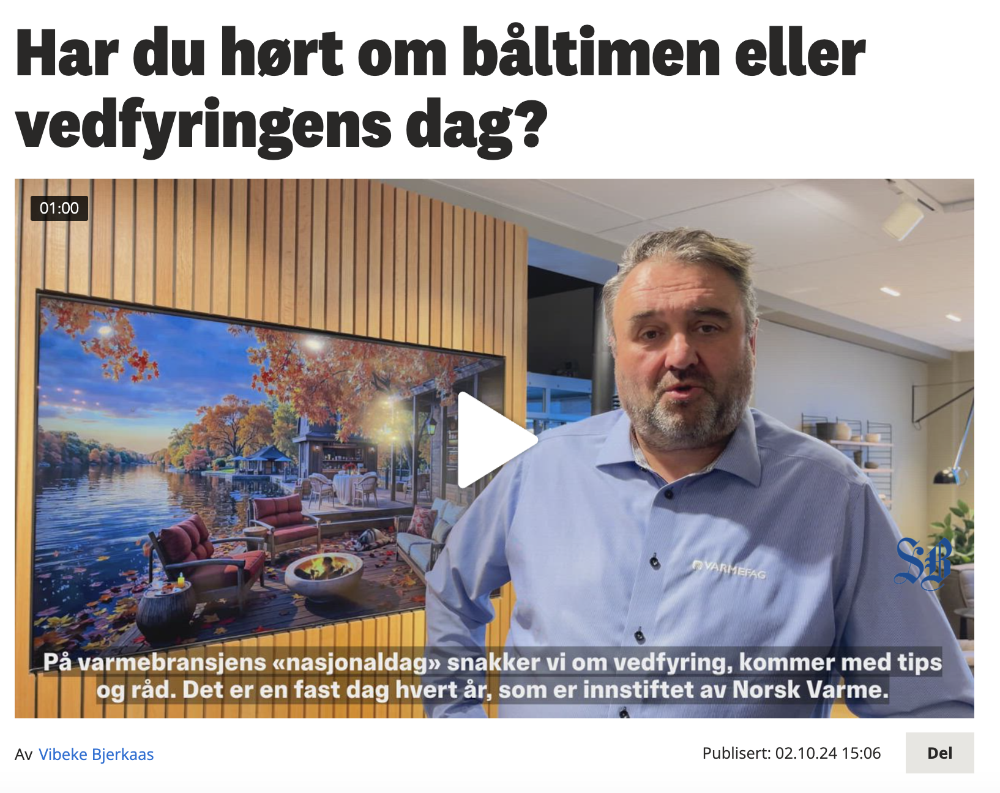 Har du hørt om båltimen eller
vedfyringens dag?
01:00
VARMEFAG
SB
På varmebransjens «nasjonaldag» snakker vi om vedfyring, kommer med tips
og råd. Det er en fast dag hvert år, som er innstiftet av Norsk Varme.
Av Vibeke Bjerkaas
Publisert: 02.10.24 15:06
Del